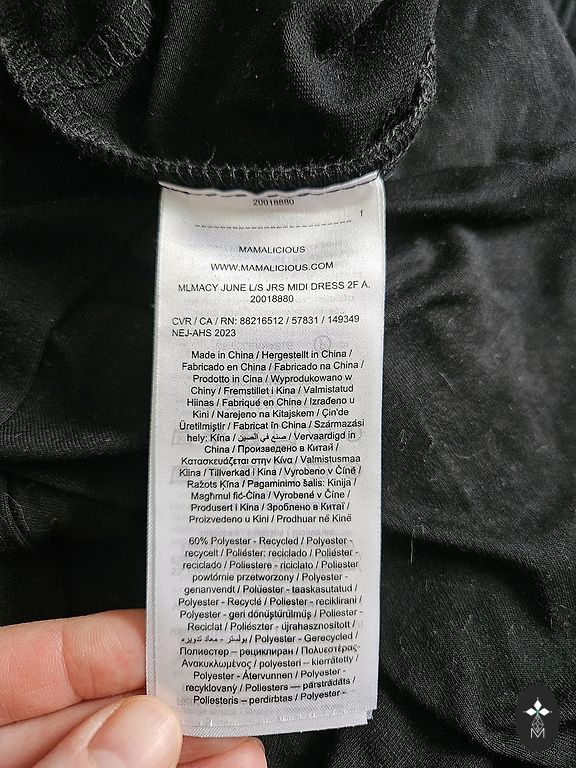 20018880
1
MAMALICIOUS
WWW.MAMALICIOUS.COM
MLMACY JUNE L/S JRS MIDI DRESS 2F A.
20018880
CVR / CA / RN: 88216512 / 57831 / 149349
NEJ-AHS 2023
Made in China / Hergestellt in China /
Fabricado en China / Fabricado na China /
Prodotto in Cina / Wyprodukowano w
Chiny / Fremstillet i Kina / Valmistatud
Hiinas / Fabriqué en Chine / Izrađeno u
Kini / Narejeno na Kitajskem / Çin'de
Üretilmiştir / Fabricat în China / Származási
hely: Kína / صنع في الصين / Vervaardigd in
China / Произведено в Китай /
Κατασκευάζεται στην Κίνα / Valmistusmaa
Kiina / Tillverkad i Kina / Vyrobeno v Číně /
Ražots Ķīna / Pagaminimo šalis: Kinija /
Magħmul fiċ-Ċina / Vyrobené v Číne /
Produsert i Kina / Зроблено в Китаї /
Proizvedeno u Kini / Prodhuar në Kinë
60% Polyester - Recycled / Polyester -
recycelt / Poliéster: reciclado / Poliéster -
reciclado / Poliestere - riciclato / Poliester
powtórnie przetworzony / Polyester -
genanvendt / Polüester - taaskasutatud /
Polyester - Recyclé / Poliester - reciklirani /
Polyester - geri dönüştürülmüş / Poliester -
Reciclat / Poliészter - újrahasznosított /
بوليستر - معاد تدويره / Polyester - Gerecycled /
Полиестер – рециклиран / Πολυεστέρας-
Ανακυκλωμένος / polyesteri – kierrätetty /
Polyester - Återvunnen / Polyester -
recyklovaný / Poliesters — pārstrādāts /
Poliesteris – perdirbtas / Polyester -